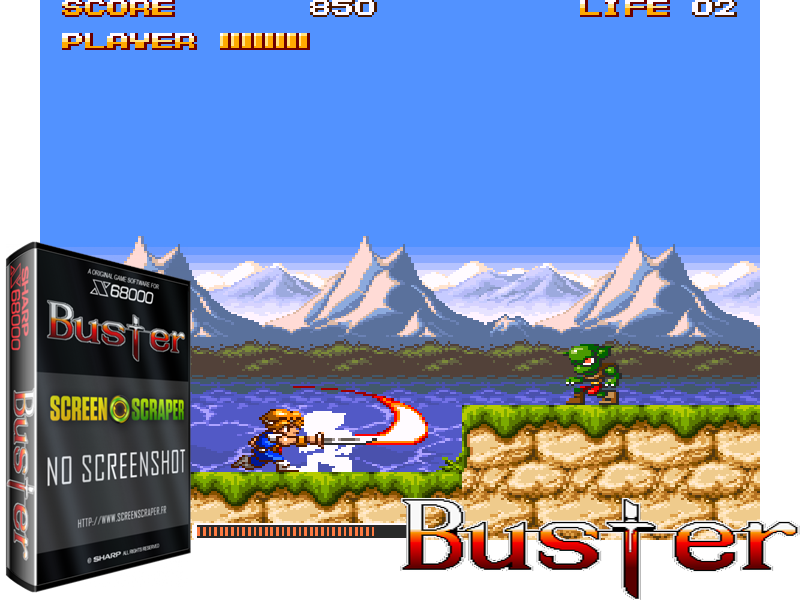 SCORE 850 LIFE 02
PLAYER
A ORIGINAL GAME SOFTWARE FOR
X68000
Buster
SCREEN SCRAPER
NO SCREENSHOT
HTTP://WWW.SCREENSCRAPER.FR
© SHARP ALL RIGHTS RESERVED
SHARP
X68000
Buster
Buster